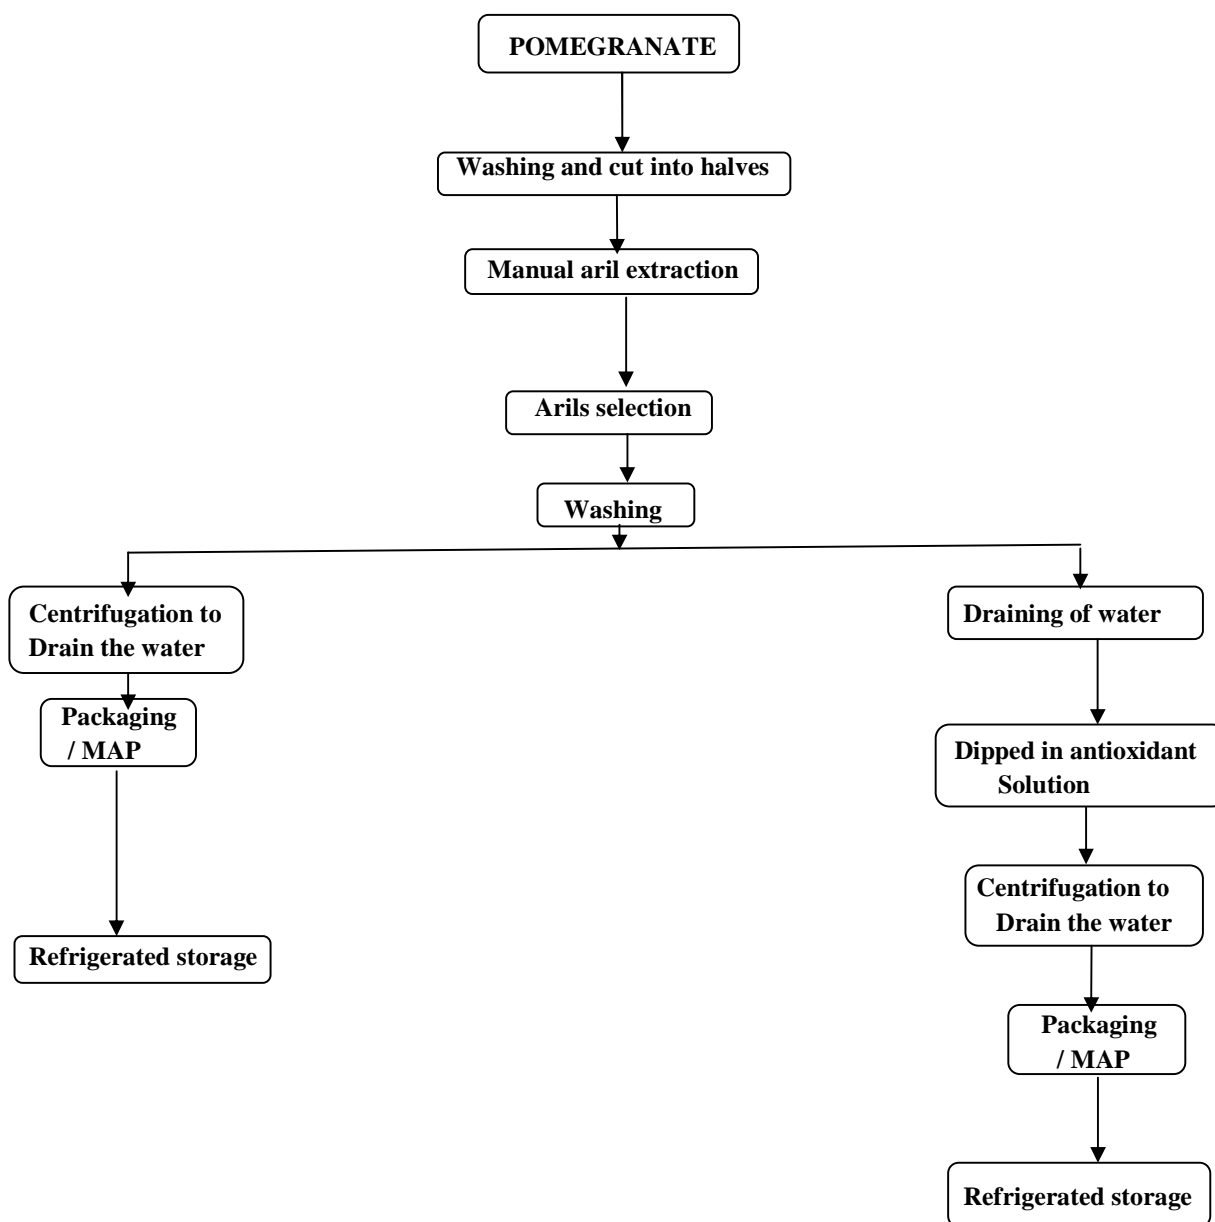 POMEGRANATE
Washing and cut into halves
Manual aril extraction
Arils selection
Washing
Centrifugation to
Drain the water
Packaging
/ MAP
Refrigerated storage
Draining of water
Dipped in antioxidant
Solution
Centrifugation to
Drain the water
Packaging
/ MAP
Refrigerated storage